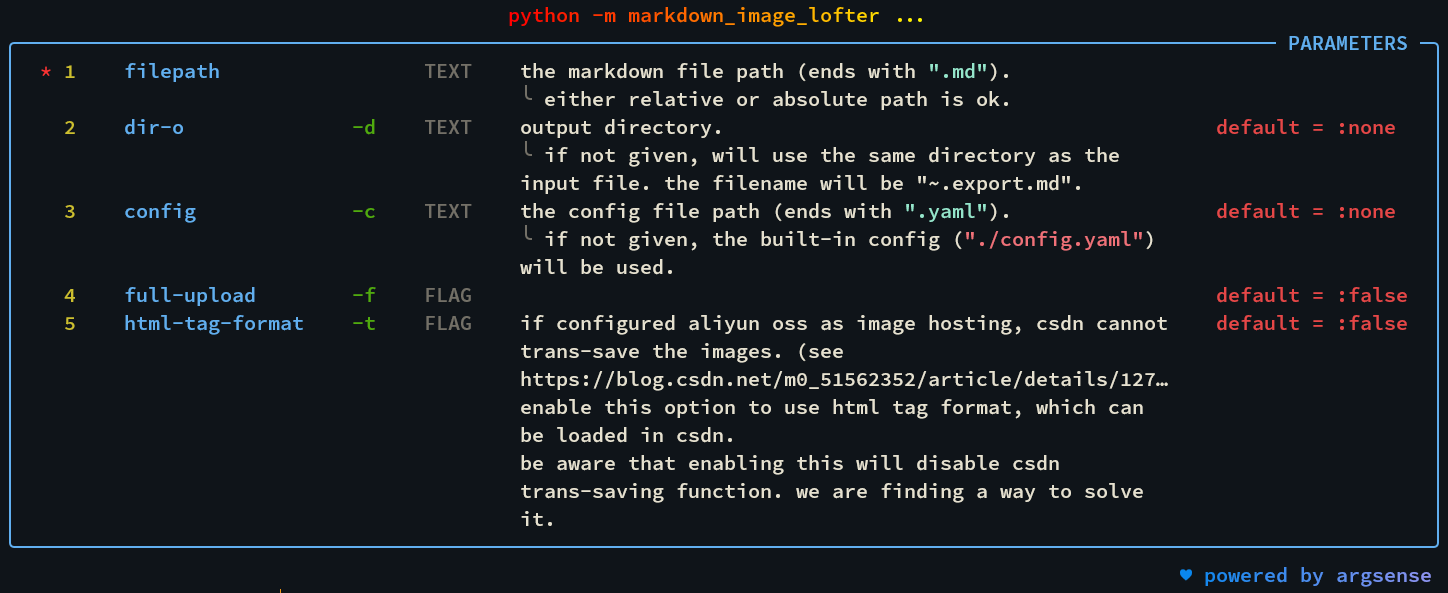 python -m markdown_image_lofter ...
PARAMETERS
* 1 filepath TEXT the markdown file path (ends with ".md").
╰ either relative or absolute path is ok.
2 dir-o -d TEXT output directory. default = :none
╰ if not given, will use the same directory as the
input file. the filename will be "~.export.md".
3 config -c TEXT the config file path (ends with ".yaml"). default = :none
╰ if not given, the built-in config ("./config.yaml")
will be used.
4 full-upload -f FLAG default = :false
5 html-tag-format -t FLAG if configured aliyun oss as image hosting, csdn cannot default = :false
trans-save the images. (see
https://blog.csdn.net/m0_51562352/article/details/127…
enable this option to use html tag format, which can
be loaded in csdn.
be aware that enabling this will disable csdn
trans-saving function. we are finding a way to solve
it.
♥ powered by argsense